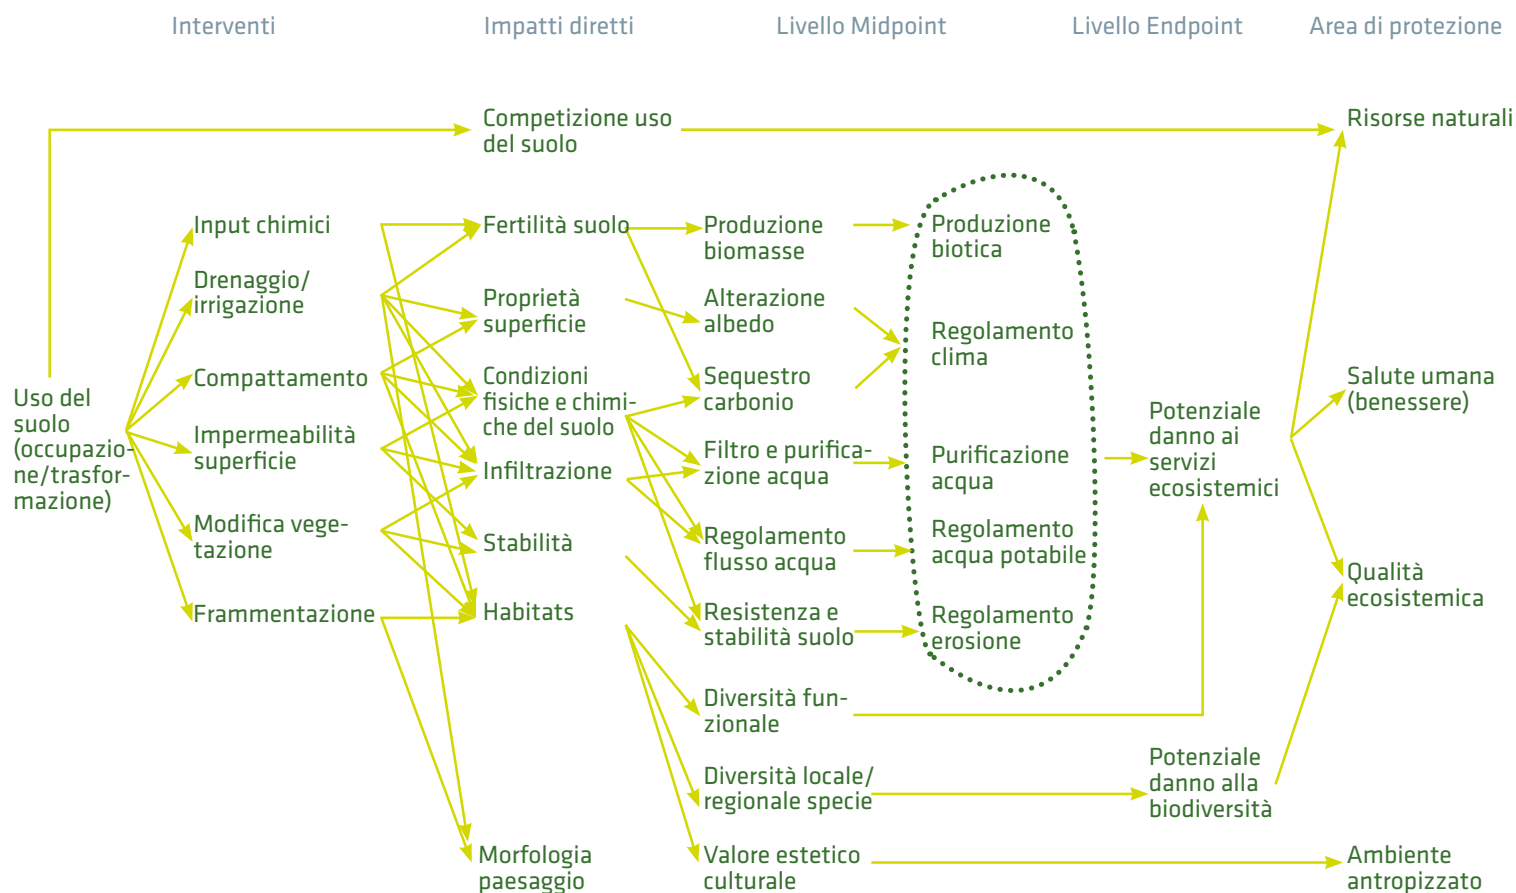 Interventi
Impatti diretti
Livello Midpoint
Livello Endpoint
Area di protezione
Uso del
suolo
(occupazio-
ne/trasfor-
mazione)
Input chimici
Drenaggio/
irrigazione
Compattamento
Impermeabilità
superficie
Modifica vege-
tazione
Frammentazione
Competizione uso
del suolo
Fertilità suolo
Proprietà
superficie
Condizioni
fisiche e chimi-
che del suolo
Infiltrazione
Stabilità
Habitats
Morfologia
paesaggio
Produzione
biomasse
Alterazione
albedo
Sequestro
carbonio
Filtro e purifica-
zione acqua
Regolamento
flusso acqua
Resistenza e
stabilità suolo
Diversità fun-
zionale
Diversità locale/
regionale specie
Valore estetico
culturale
Produzione
biotica
Regolamento
clima
Purificazione
acqua
Regolamento
acqua potabile
Regolamento
erosione
Potenziale
danno ai
servizi
ecosistemici
Potenziale
danno alla
biodiversità
Risorse naturali
Salute umana
(benessere)
Qualità
ecosistemica
Ambiente
antropizzato